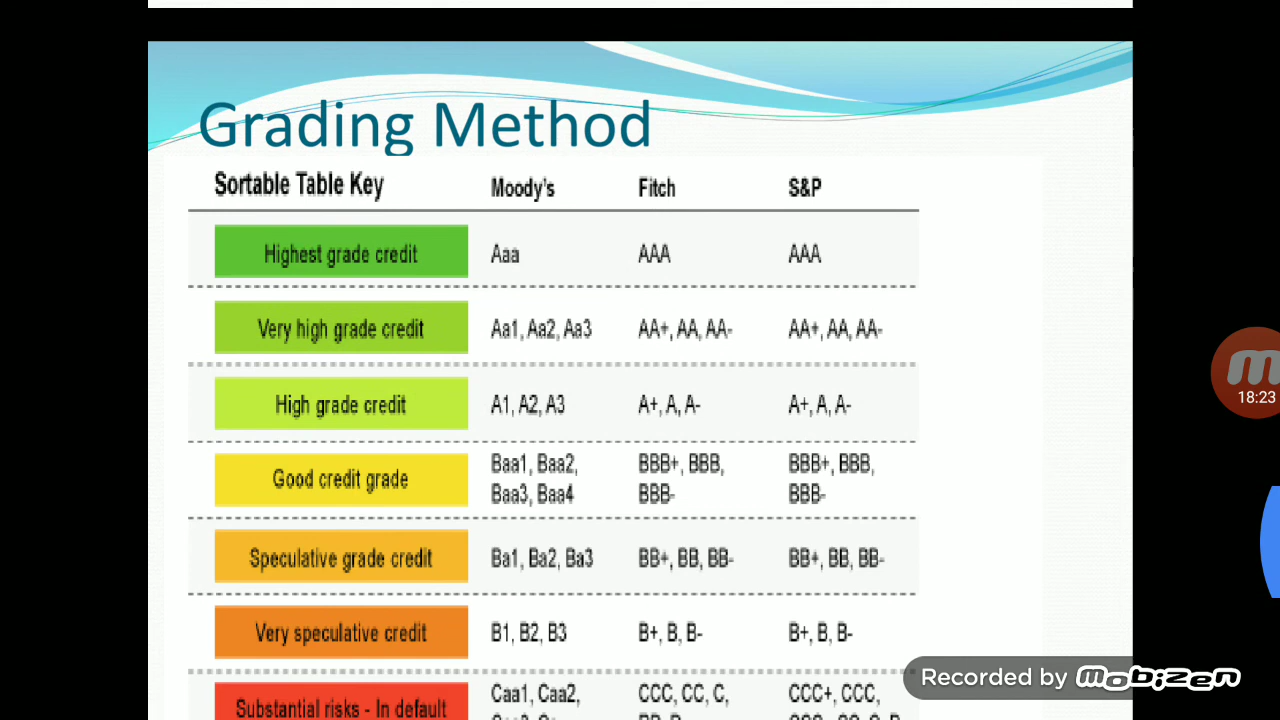 Grading Method
Sortable Table Key Moody's Fitch S&P
Highest grade credit Aaa AAA AAA
Very high grade credit Aa1, Aa2, Aa3 AA+, AA, AA- AA+, AA, AA-
High grade credit A1, A2, A3 A+, A, A- A+, A, A-
Good credit grade Baa1, Baa2, BBB+, BBB, BBB+, BBB,
Baa3, Baa4 BBB- BBB-
Speculative grade credit Ba1, Ba2, Ba3 BB+, BB, BB- BB+, BB, BB-
Very speculative credit B1, B2, B3 B+, B, B- B+, B, B-
Substantial risks - In default Caa1, Caa2, CCC, CC, C, CCC+, CCC,
18:23
Recorded by mobizen